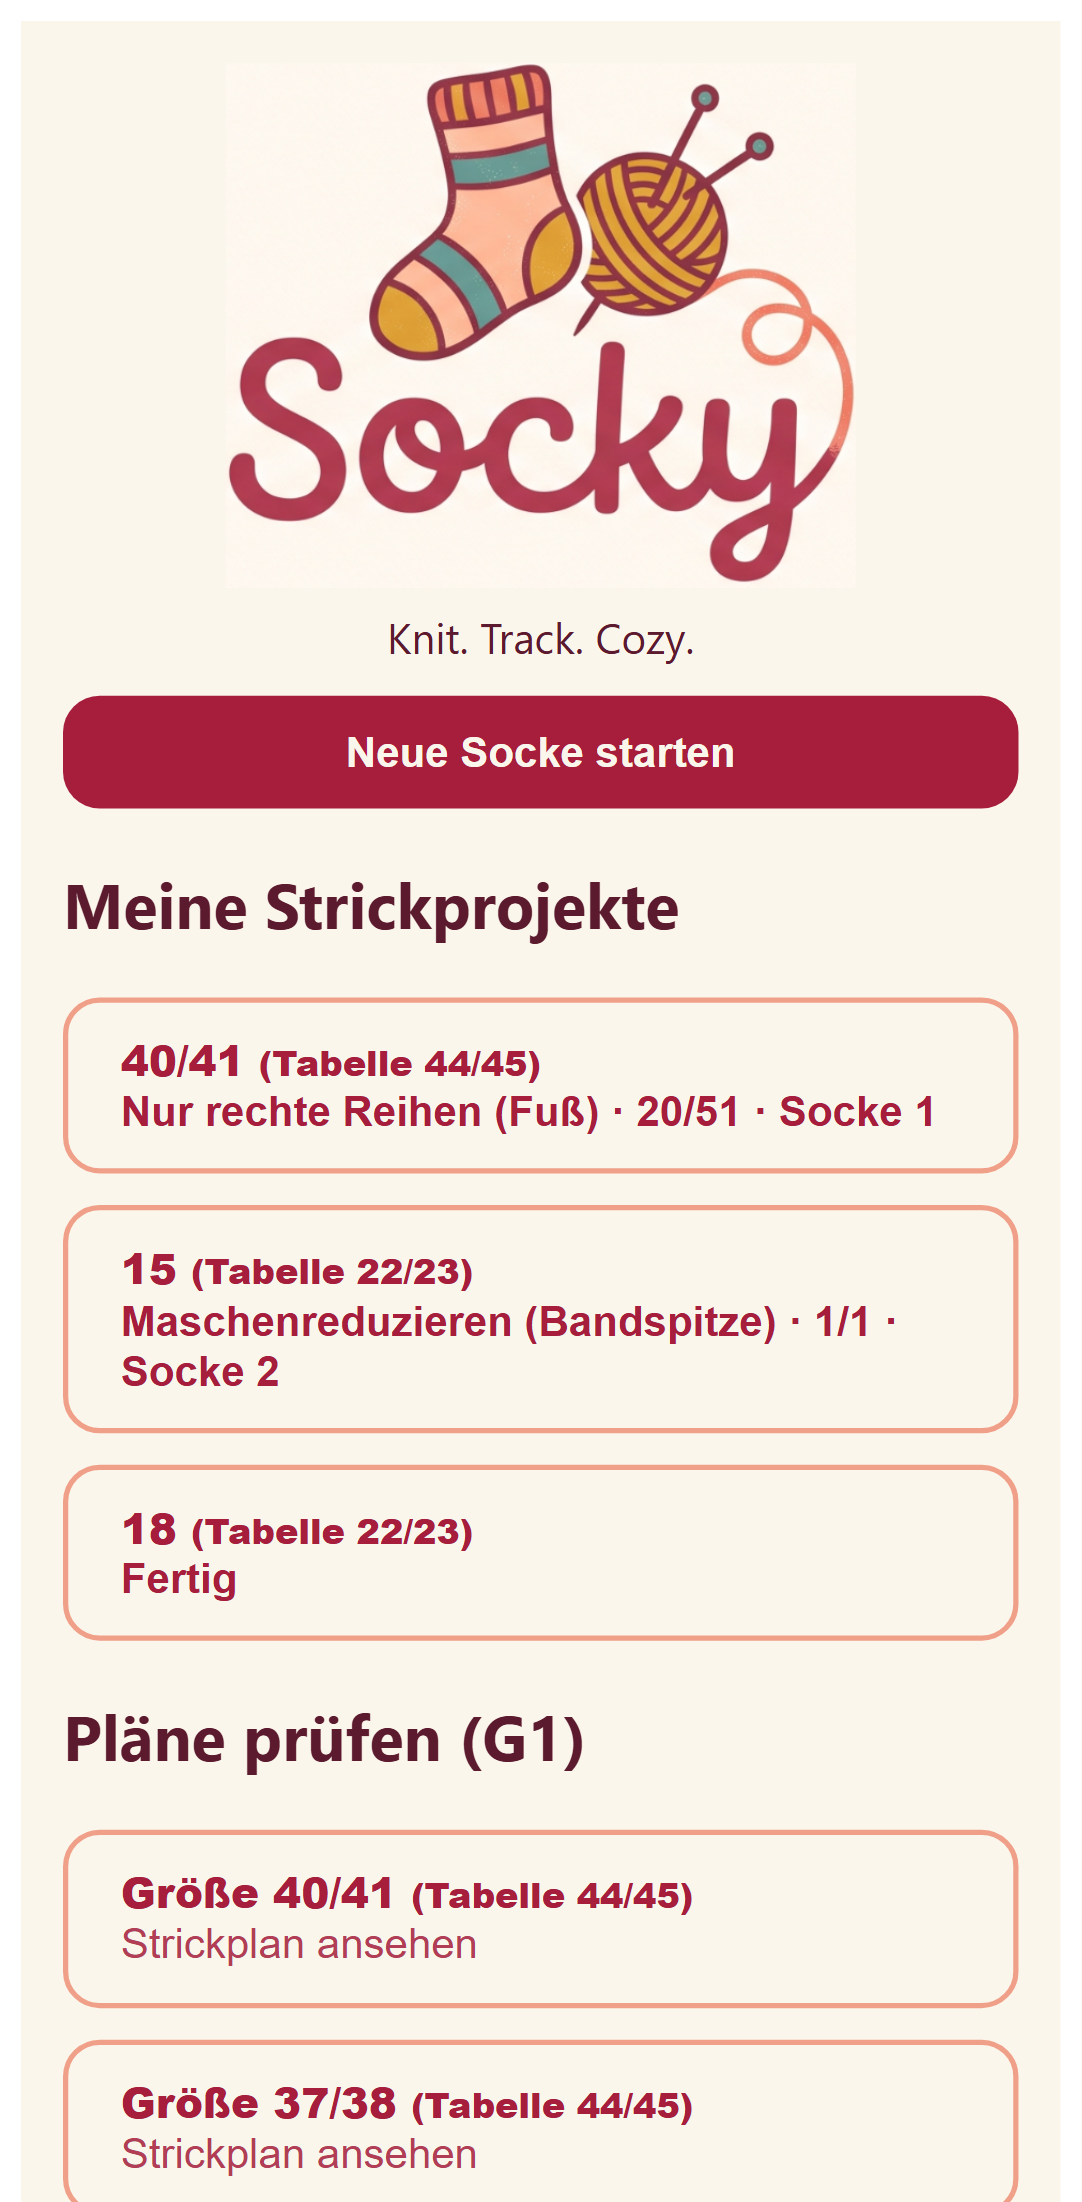 Socky
Knit. Track. Cozy.
Neue Socke starten
Meine Strickprojekte
40/41 (Tabelle 44/45)
Nur rechte Reihen (Fuß) · 20/51 · Socke 1
15 (Tabelle 22/23)
Maschenreduzieren (Bandspitze) · 1/1 ·
Socke 2
18 (Tabelle 22/23)
Fertig
Pläne prüfen (G1)
Größe 40/41 (Tabelle 44/45)
Strickplan ansehen
Größe 37/38 (Tabelle 44/45)
Strickplan ansehen